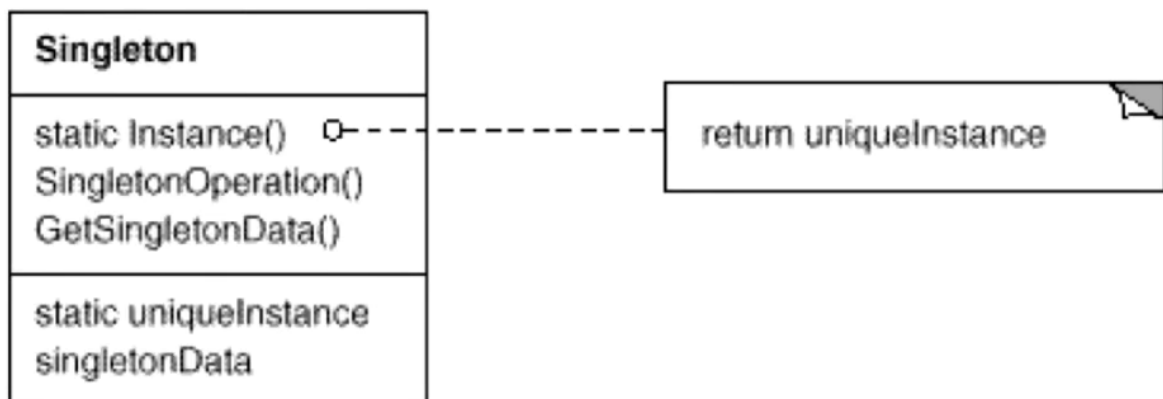 Singleton
static Instance()
return uniqueInstance
SingletonOperation()
GetSingletonData()
static uniqueInstance
singletonData